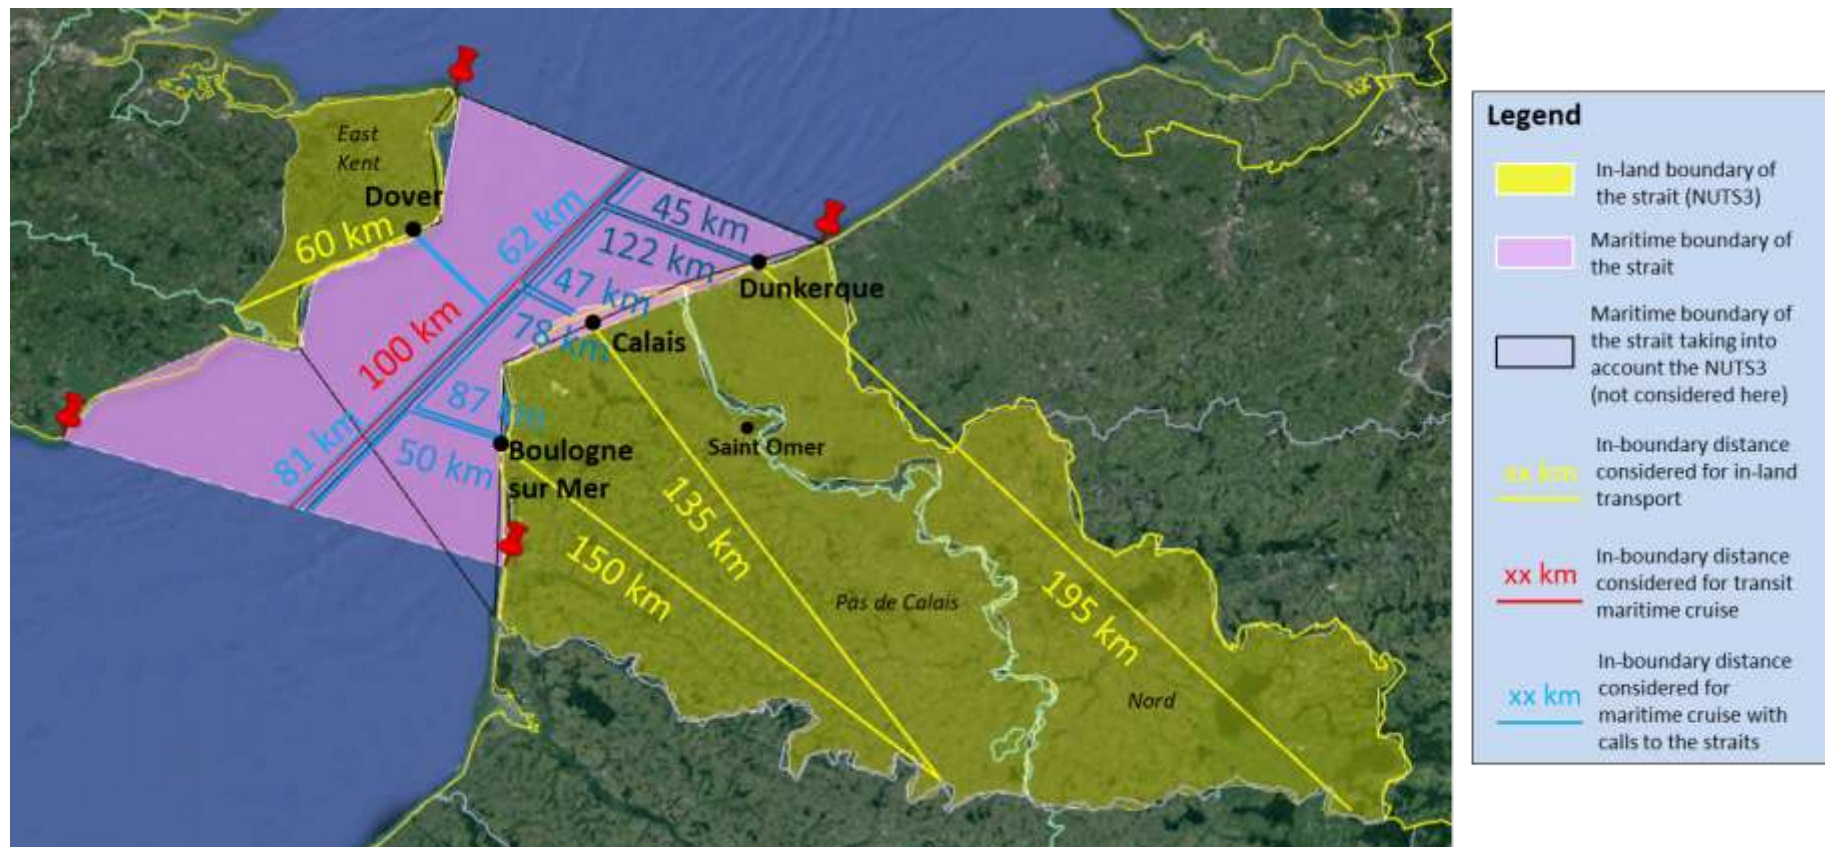 East
Kent
Dover
60 km
62 km
45 km
122 km
Dunkerque
47 km
78 km
Calais
100 km
87 km
81 km
50 km
Boulogne
sur Mer
Saint Omer
135 km
150 km
Pas de Calais
195 km
Nord
Legend
In-land boundary of
the strait (NUTS3)
Maritime boundary of
the strait
Maritime boundary of
the strait taking into
account the NUTS3
(not considered here)
xx km
In-boundary distance
considered for in-land
transport
xx km
In-boundary distance
considered for transit
maritime cruise
xx km
In-boundary distance
considered for
maritime cruise with
calls to the straits